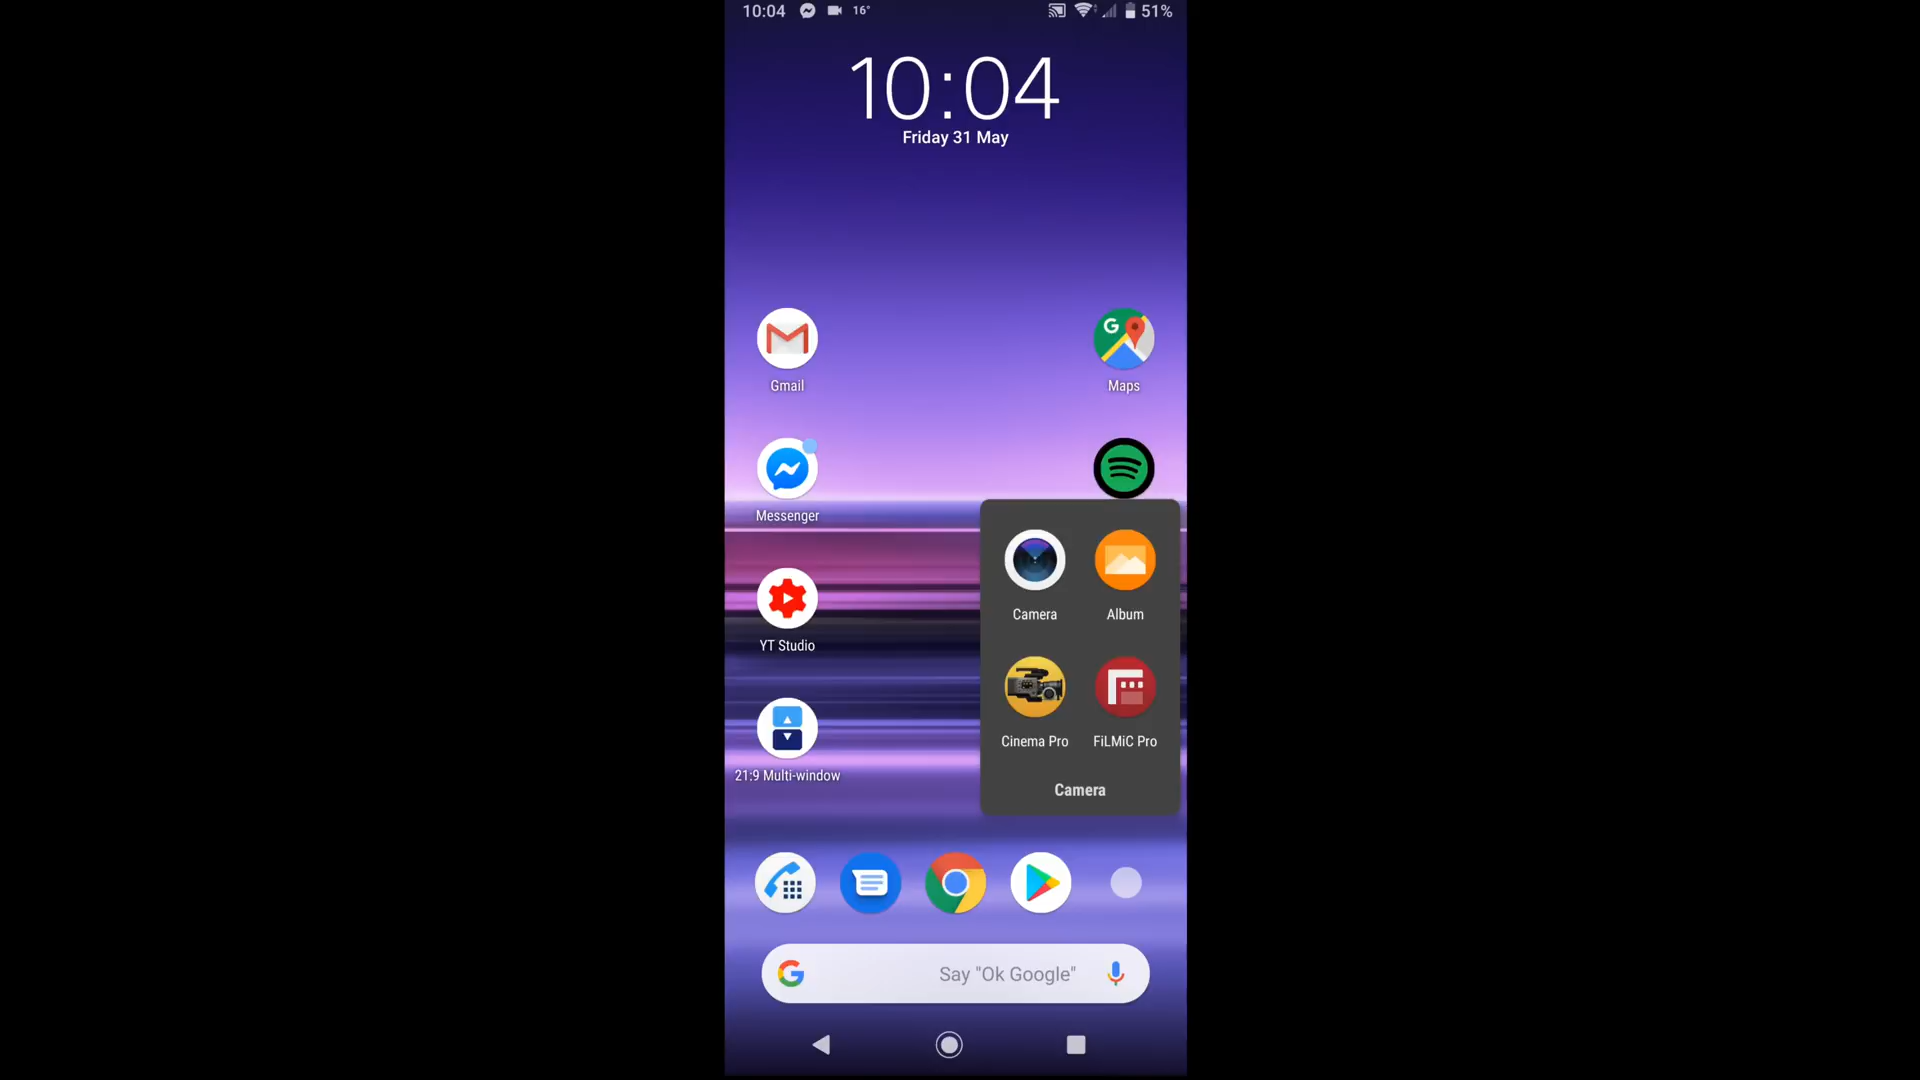 10:04 16° 51%
10:04
Friday 31 May
Gmail
Maps
Messenger
YT Studio
Camera
Album
Cinema Pro
FiLMiC Pro
21:9 Multi-window
Camera
Say "Ok Google"